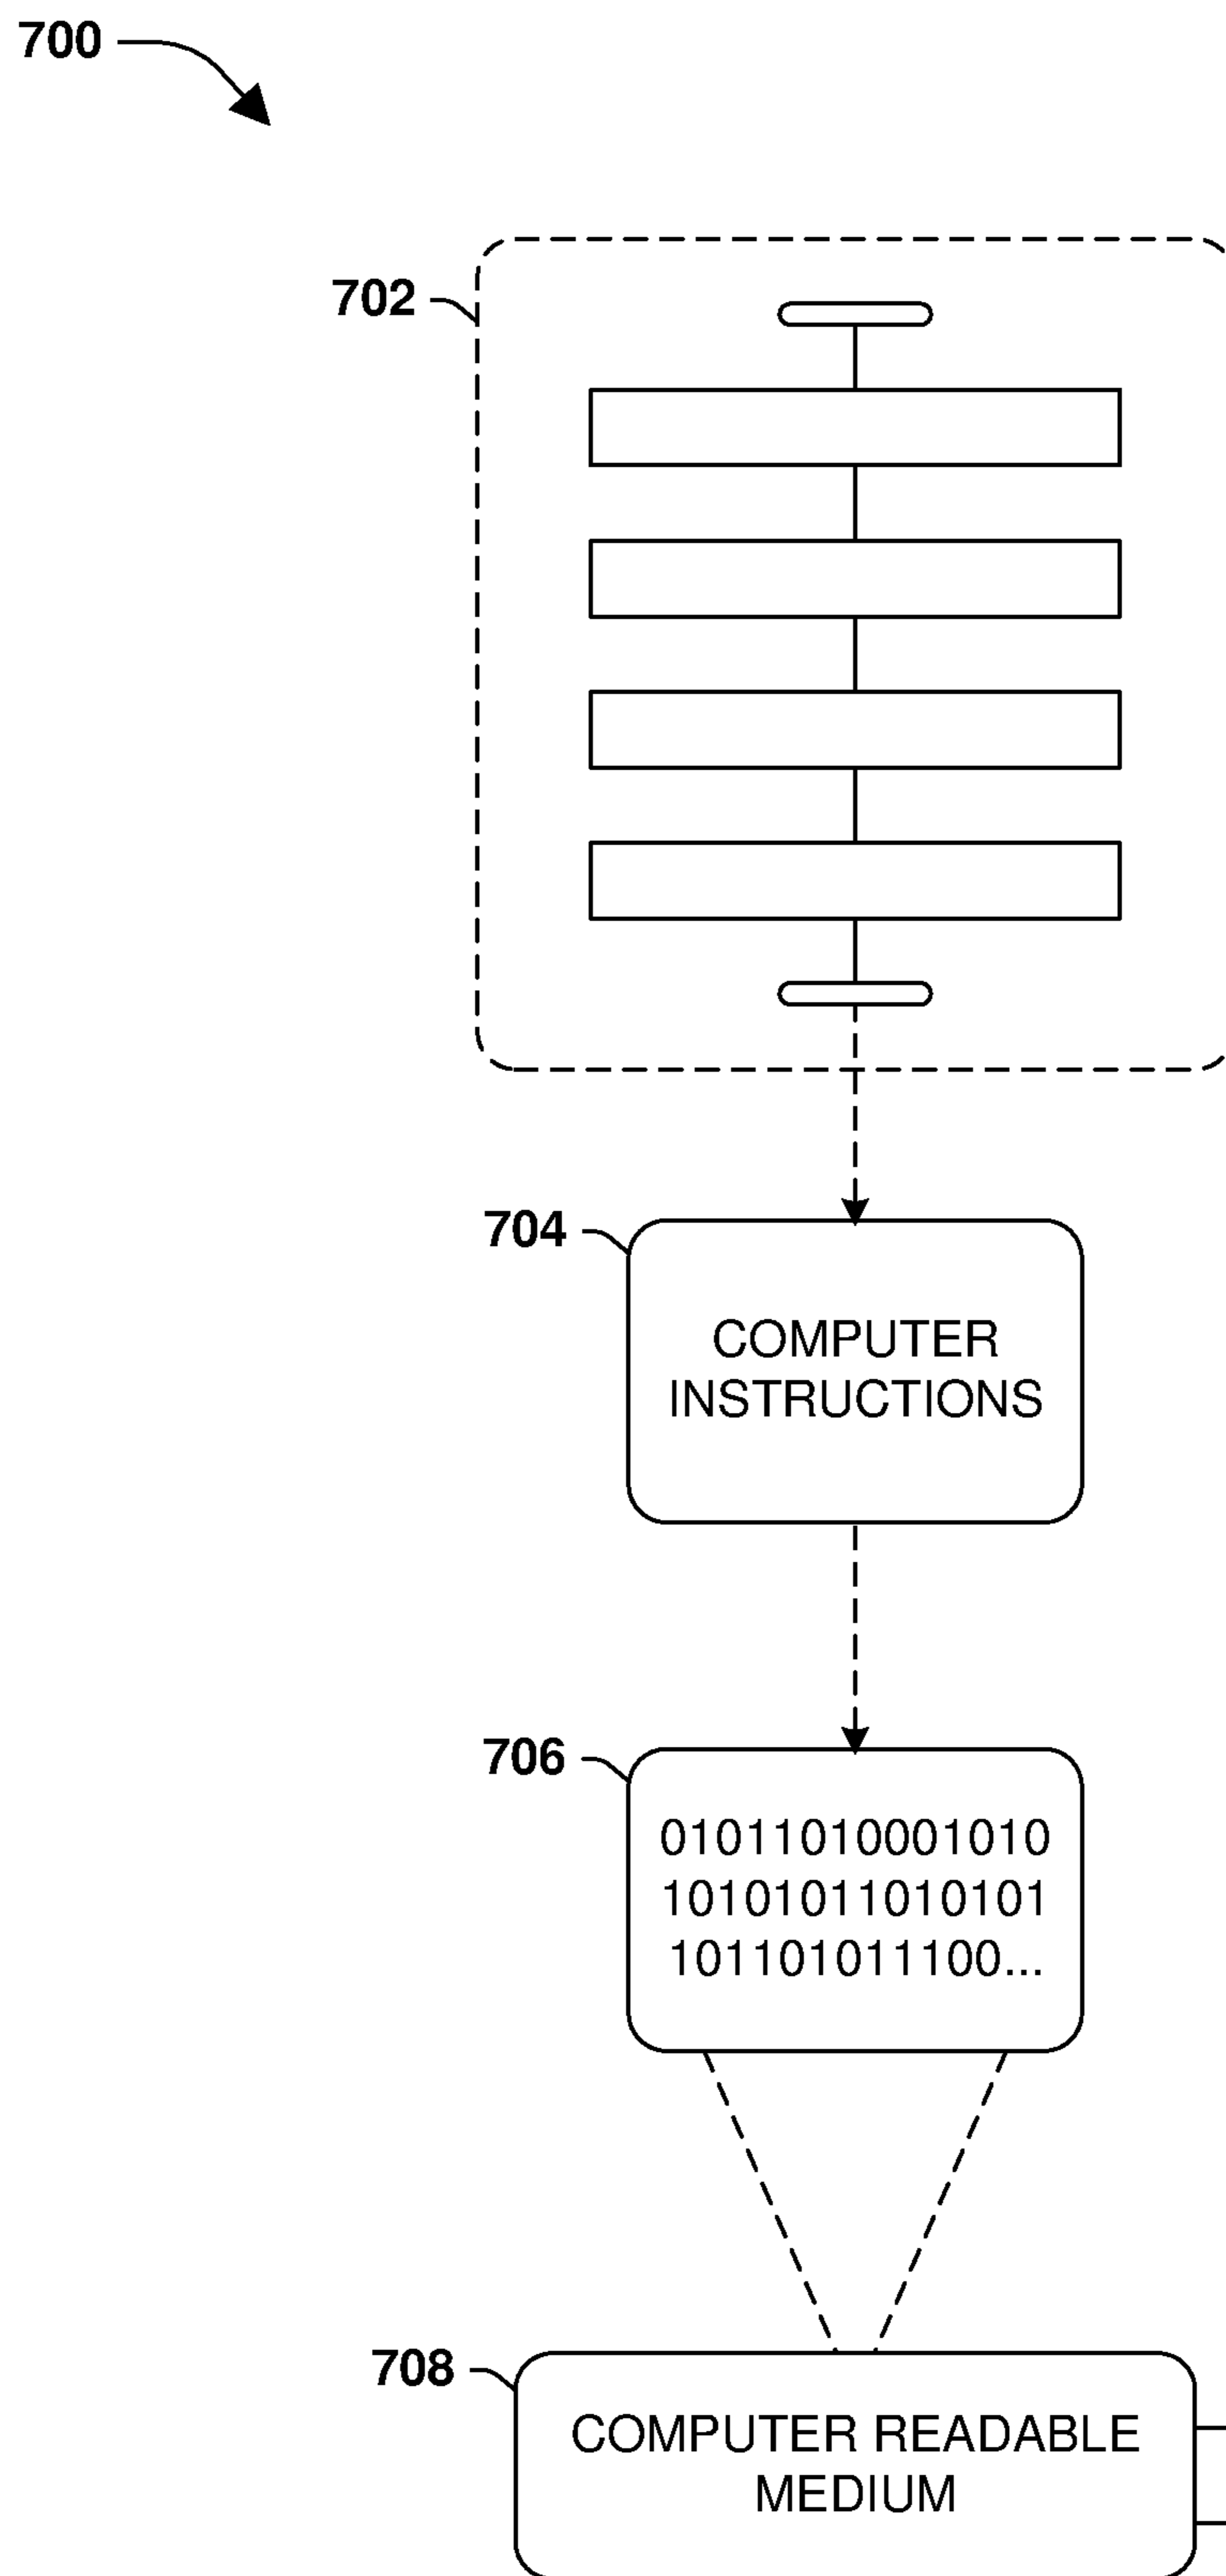 700
702
704
COMPUTER
INSTRUCTIONS
706
01011010001010
10101011010101
101101011100...
708
COMPUTER READABLE
MEDIUM